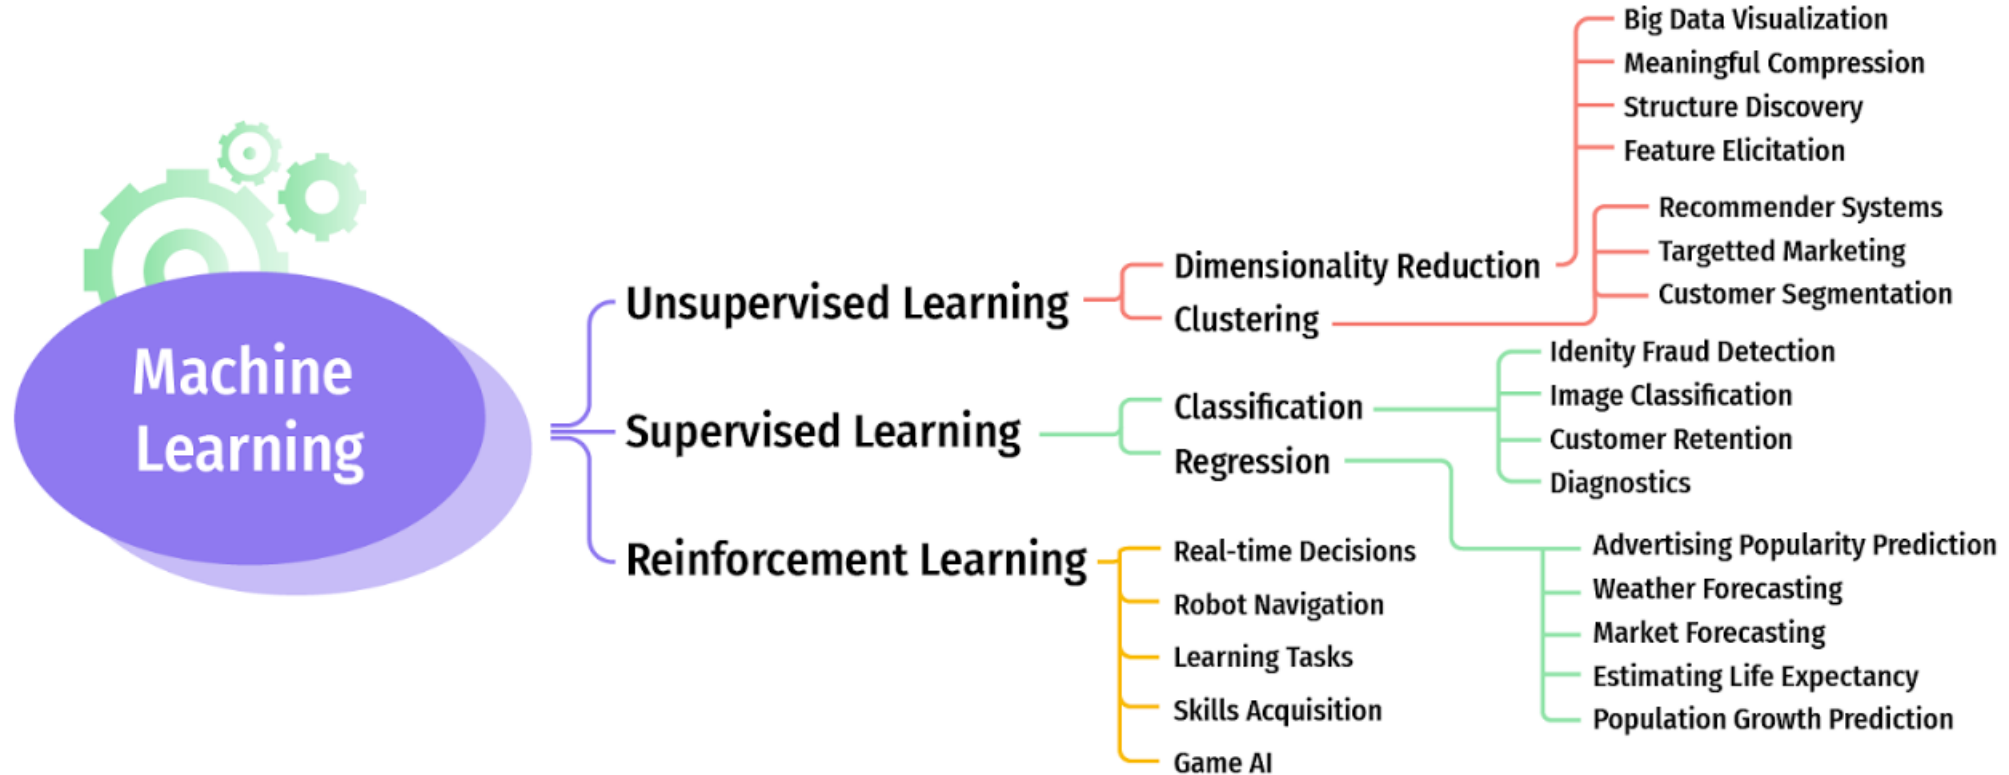 Machine
Learning
Unsupervised Learning
Dimensionality Reduction
Big Data Visualization
Meaningful Compression
Structure Discovery
Feature Elicitation
Clustering
Recommender Systems
Targetted Marketing
Customer Segmentation
Supervised Learning
Classification
Idenity Fraud Detection
Image Classification
Customer Retention
Diagnostics
Regression
Advertising Popularity Prediction
Weather Forecasting
Market Forecasting
Estimating Life Expectancy
Population Growth Prediction
Reinforcement Learning
Real-time Decisions
Robot Navigation
Learning Tasks
Skills Acquisition
Game AI